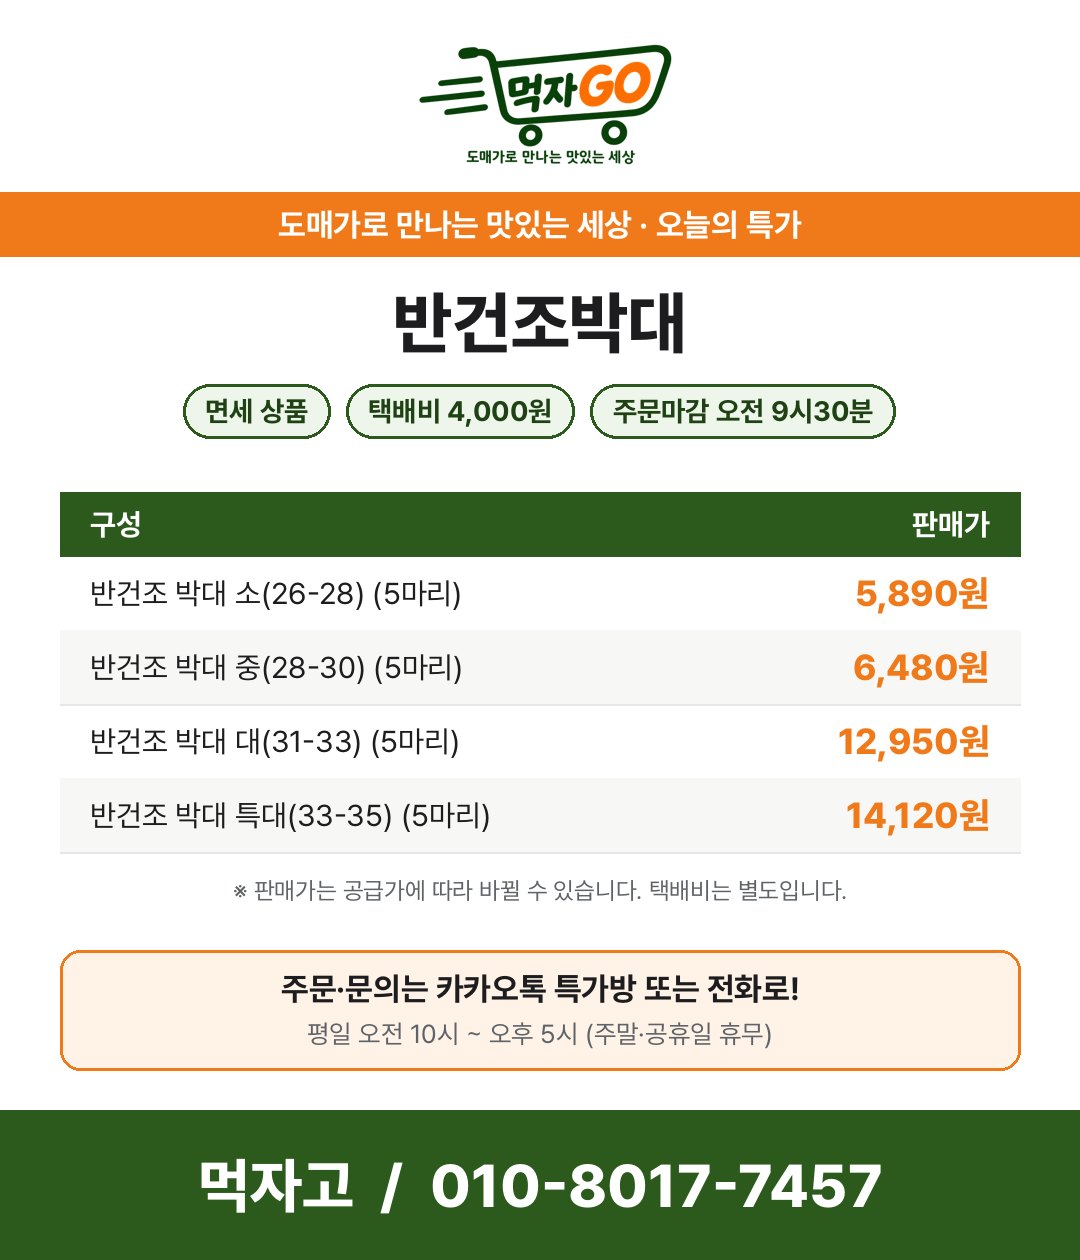 먹자GO
도매가로 만나는 맛있는 세상
도매가로 만나는 맛있는 세상 · 오늘의 특가
반건조박대
면세 상품 택배비 4,000원 주문마감 오전 9시30분
구성 판매가
반건조 박대 소(26-28) (5마리) 5,890원
반건조 박대 중(28-30) (5마리) 6,480원
반건조 박대 대(31-33) (5마리) 12,950원
반건조 박대 특대(33-35) (5마리) 14,120원
※ 판매가는 공급가에 따라 바뀔 수 있습니다. 택배비는 별도입니다.
주문·문의는 카카오톡 특가방 또는 전화로!
평일 오전 10시 ~ 오후 5시 (주말·공휴일 휴무)
먹자고 / 010-8017-7457